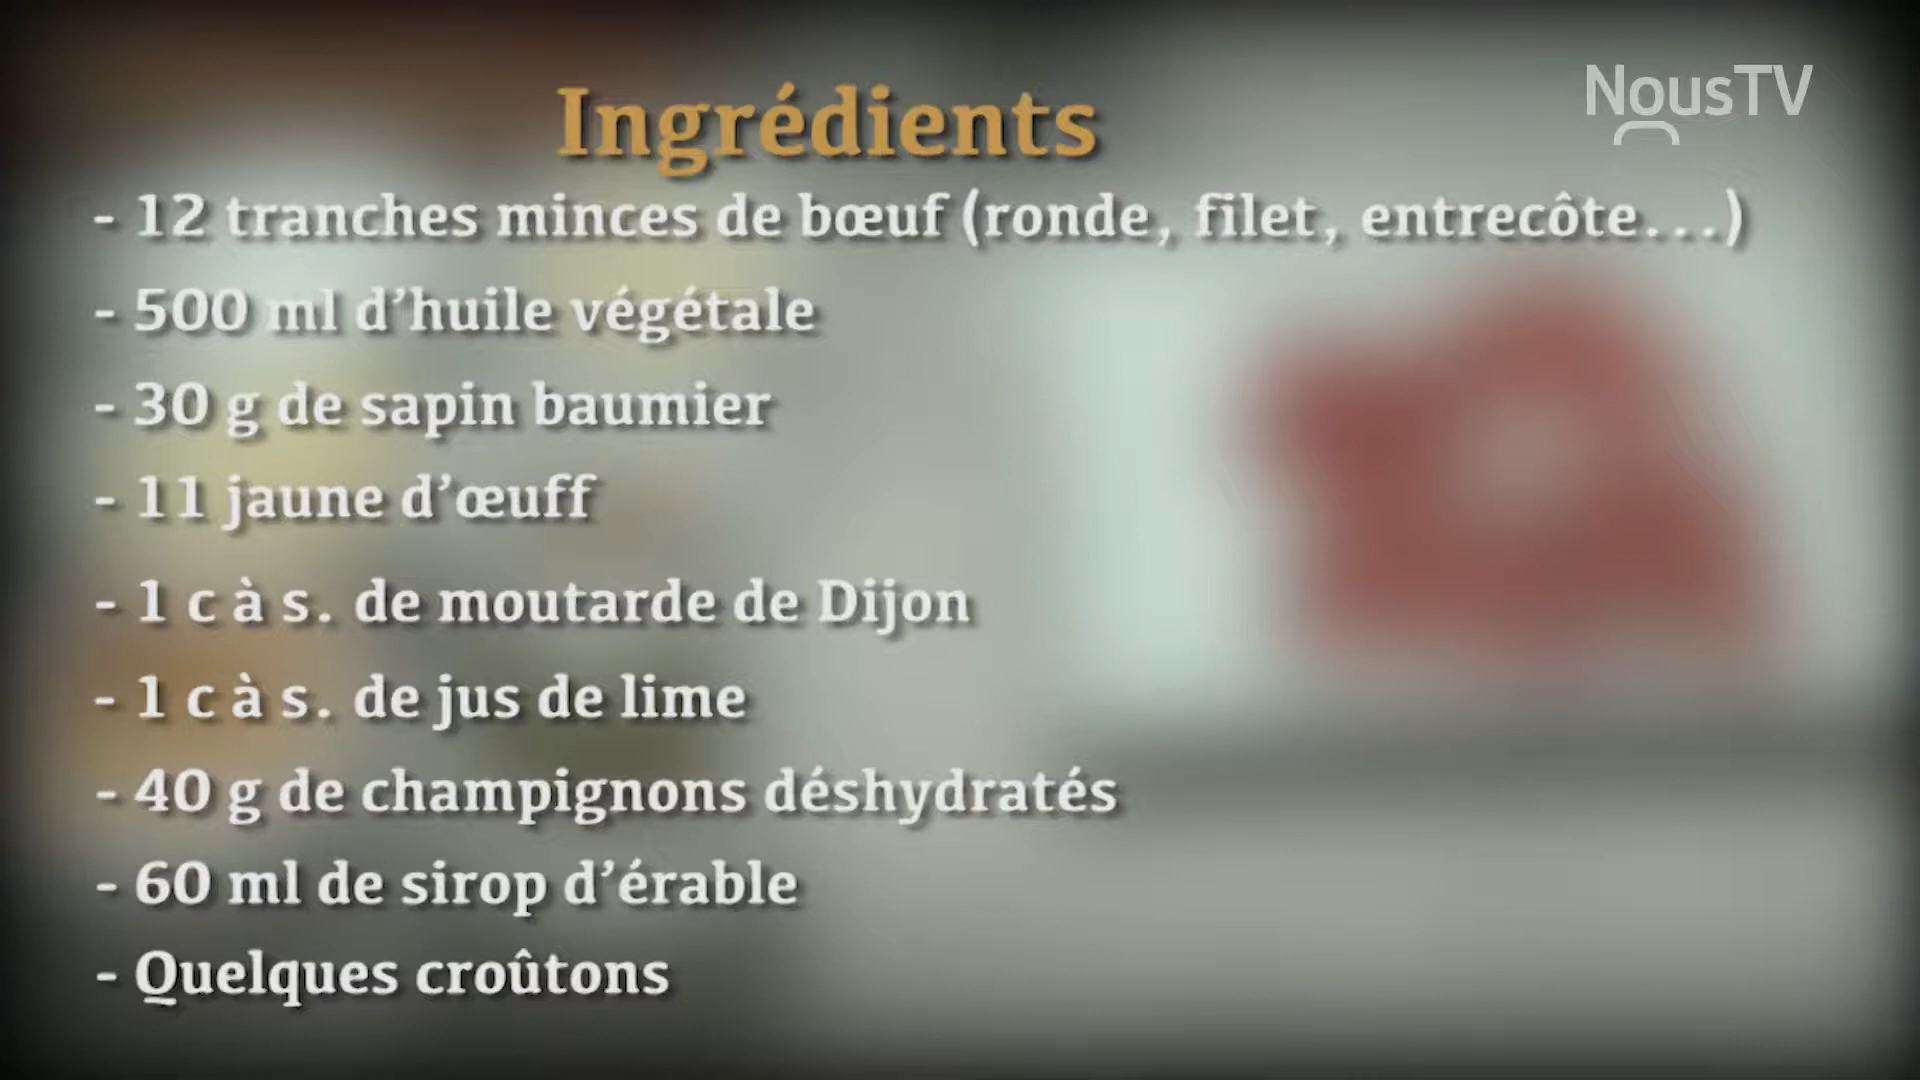 NousTV
Ingrédients
- 12 tranches minces de bœuf (ronde, filet, entrecôte...)
- 500 ml d’huile végétale
- 30 g de sapin baumier
- 11 jaune d’œuff
- 1 c à s. de moutarde de Dijon
- 1 c à s. de jus de lime
- 40 g de champignons déshydratés
- 60 ml de sirop d’érable
- Quelques croûtons